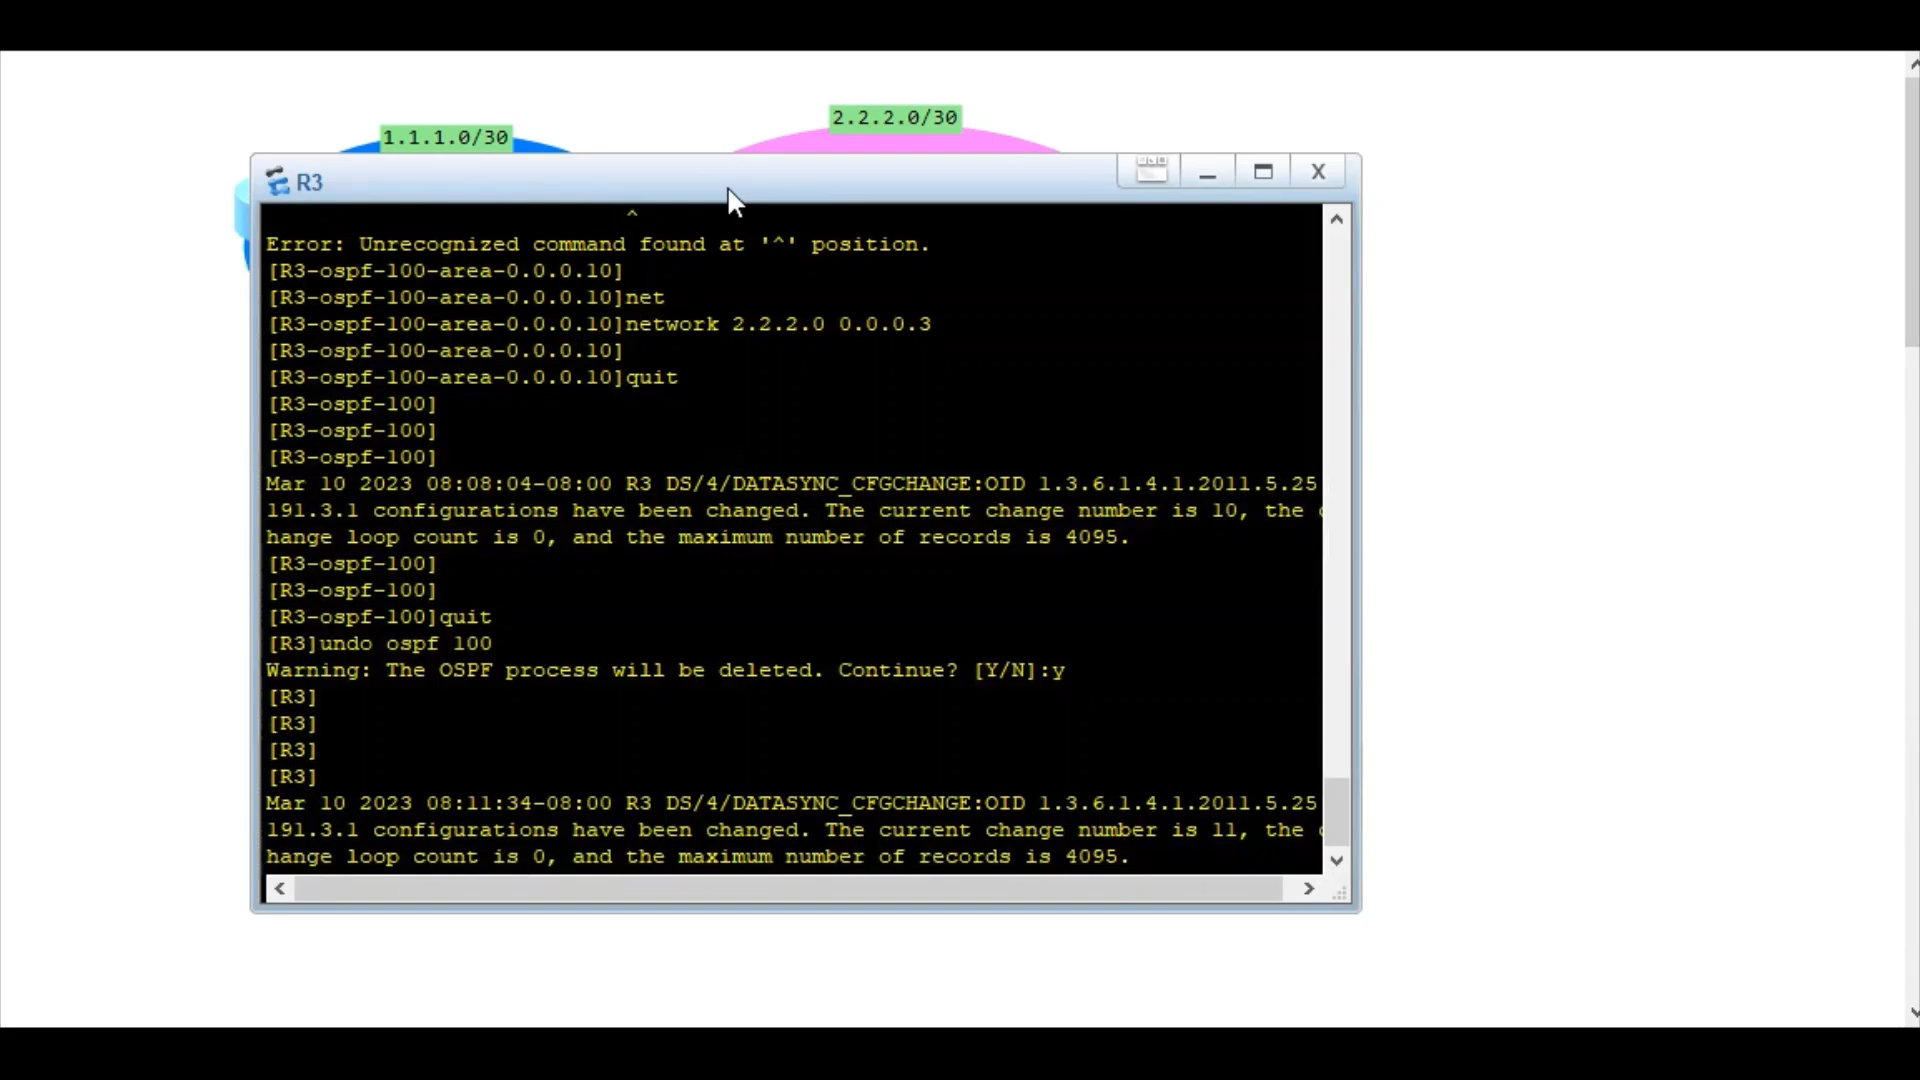 2.2.2.0/30
1.1.1.0/30
R3
^
Error: Unrecognized command found at '^' position.
[R3-ospf-100-area-0.0.0.10]
[R3-ospf-100-area-0.0.0.10]net
[R3-ospf-100-area-0.0.0.10]network 2.2.2.0 0.0.0.3
[R3-ospf-100-area-0.0.0.10]
[R3-ospf-100-area-0.0.0.10]quit
[R3-ospf-100]
[R3-ospf-100]
[R3-ospf-100]
Mar 10 2023 08:08:04-08:00 R3 DS/4/DATASYNC_CFGCHANGE:OID 1.3.6.1.4.1.2011.5.25
191.3.1 configurations have been changed. The current change number is 10, the
hange loop count is 0, and the maximum number of records is 4095.
[R3-ospf-100]
[R3-ospf-100]
[R3-ospf-100]quit
[R3]undo ospf 100
Warning: The OSPF process will be deleted. Continue? [Y/N]:y
[R3]
[R3]
[R3]
[R3]
Mar 10 2023 08:11:34-08:00 R3 DS/4/DATASYNC_CFGCHANGE:OID 1.3.6.1.4.1.2011.5.25
191.3.1 configurations have been changed. The current change number is 11, the
hange loop count is 0, and the maximum number of records is 4095.